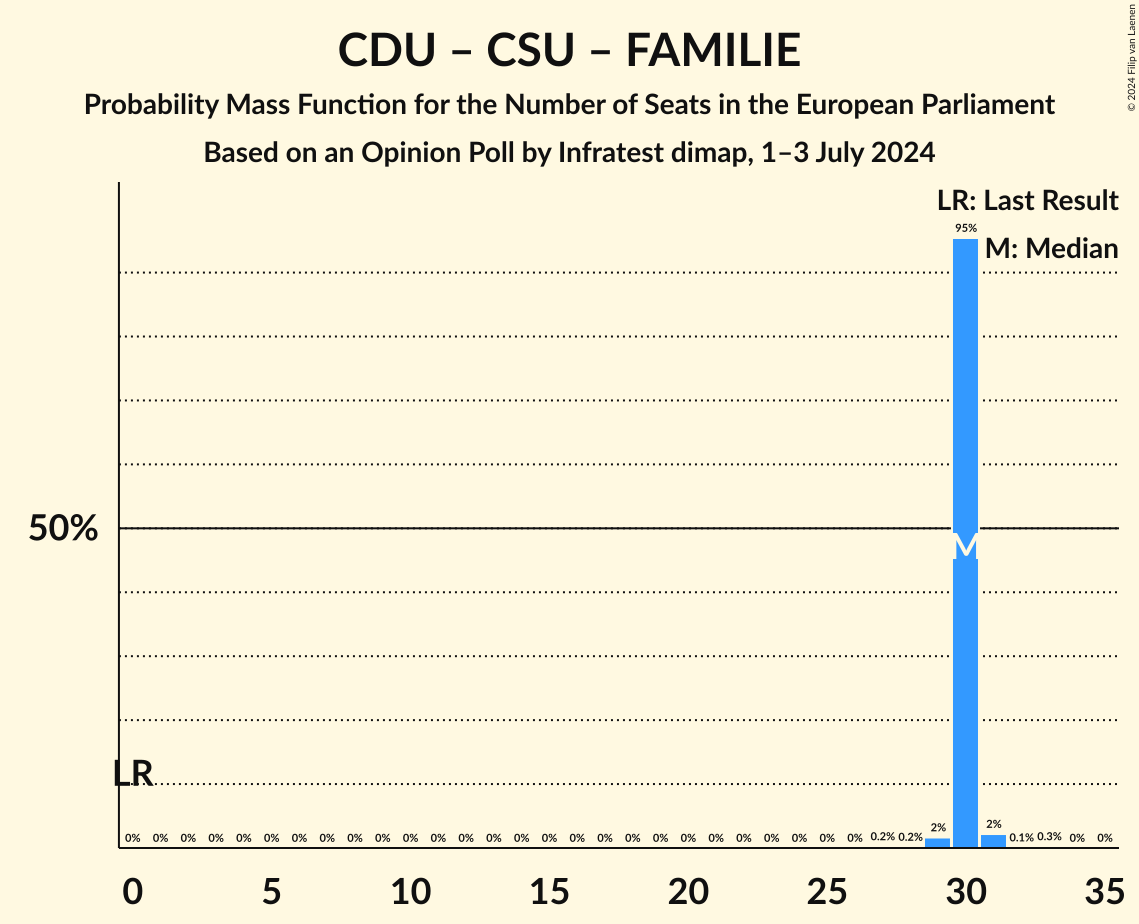 CDU – CSU – FAMILIE
Probability Mass Function for the Number of Seats in the European Parliament
Based on an Opinion Poll by Infratest dimap, 1–3 July 2024
© 2024 Filip van Laenen
LR: Last Result
M: Median
95%
50%
M
LR
0% 0% 0% 0% 0% 0% 0% 0% 0% 0% 0% 0% 0% 0% 0% 0% 0% 0% 0% 0% 0% 0% 0% 0% 0% 0% 0% 0.2% 0.2% 2% 2% 0.1% 0.3% 0% 0%
0 5 10 15 20 25 30 35